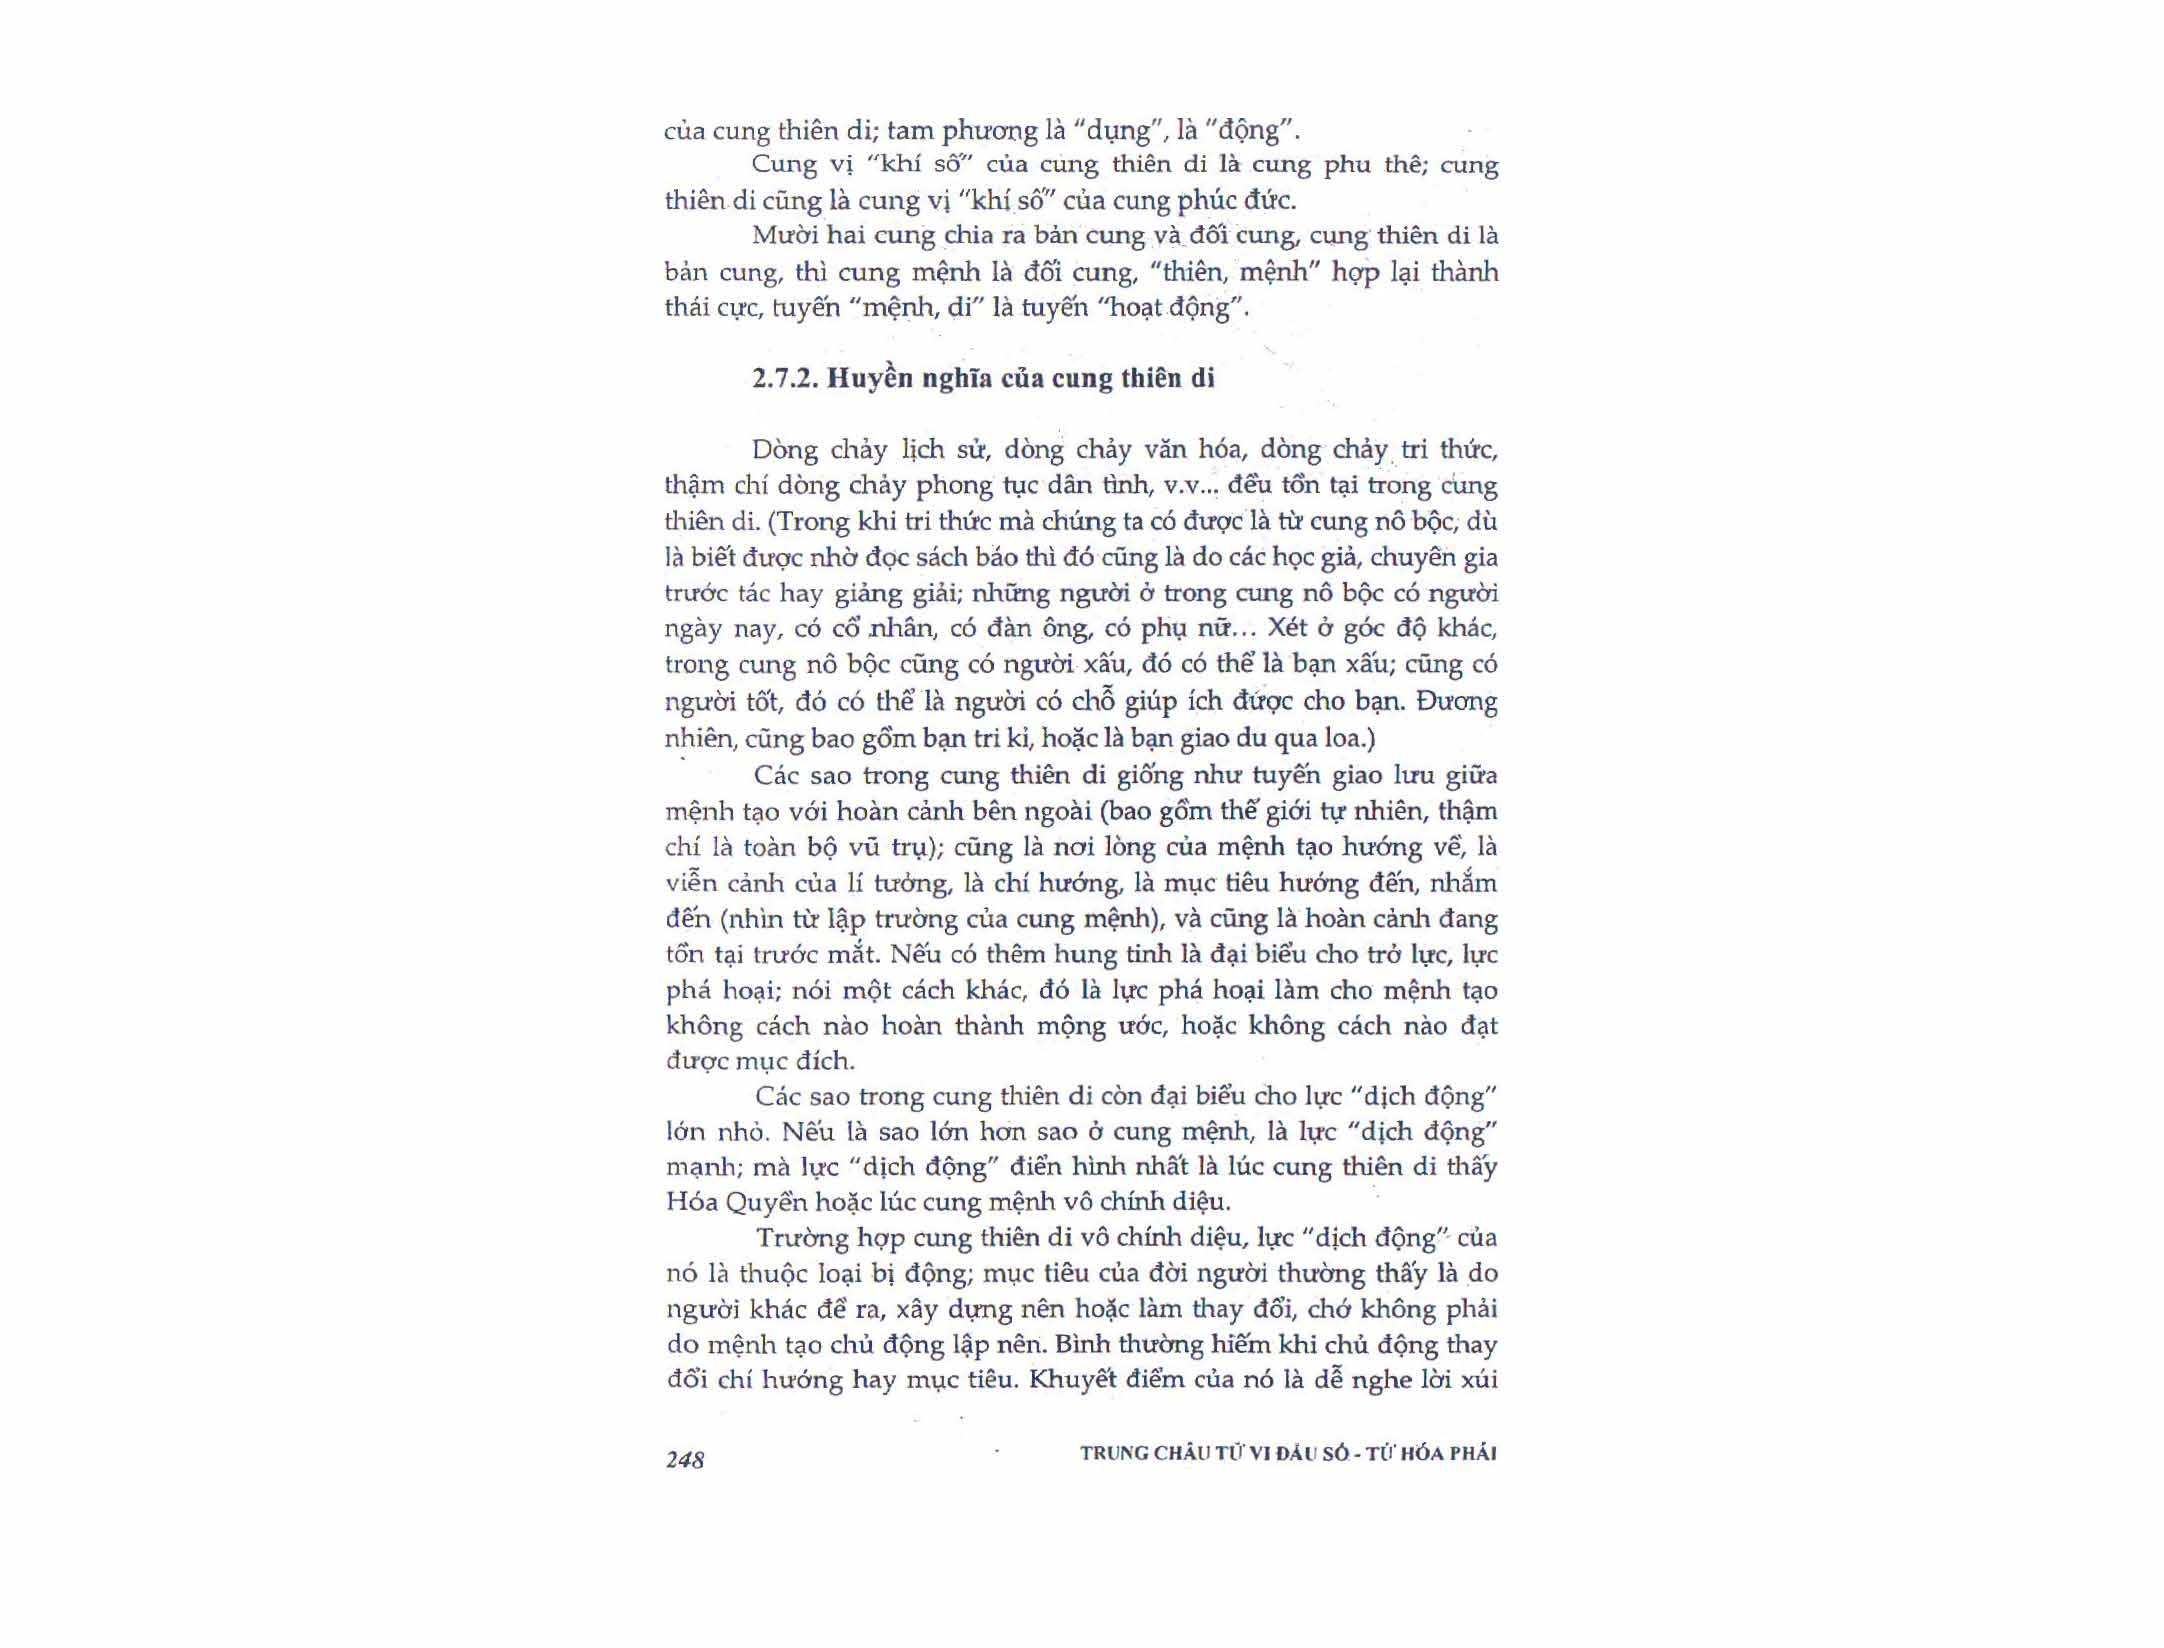 của cung thiên di; tam phương là "dụng", là "động".
Cung vị "khí số" của cung thiên di là cung phu thê; cung
thiên di cũng là cung vị "khí số" của cung phúc đức.
Mười hai cung chia ra bản cung và đối cung, cung thiên di là
bản cung, thì cung mệnh là đối cung, "thiên, mệnh" hợp lại thành
thái cực, tuyến "mệnh, di" là tuyến "hoạt động".
2.7.2. Huyền nghĩa của cung thiên di
Dòng chảy lịch sử, dòng chảy văn hóa, dòng chảy tri thức,
thậm chí dòng chảy phong tục dân tình, v.v... đều tồn tại trong cung
thiên di. (Trong khi tri thức mà chúng ta có được là từ cung nô bộc, dù
là biết được nhờ đọc sách báo thì đó cũng là do các học giả, chuyên gia
trước tác hay giảng giải; những người ở trong cung nô bộc có người
ngày nay, có cổ nhân, có đàn ông, có phụ nữ... Xét ở góc độ khác,
trong cung nô bộc cũng có người xấu, đó có thể là bạn xấu; cũng có
người tốt, đó có thể là người có chỗ giúp ích được cho bạn. Đương
nhiên, cũng bao gồm bạn tri kỉ, hoặc là bạn giao du qua loa.)
Các sao trong cung thiên di giống như tuyến giao lưu giữa
mệnh tạo với hoàn cảnh bên ngoài (bao gồm thế giới tự nhiên, thậm
chí là toàn bộ vũ trụ); cũng là nơi lòng của mệnh tạo hướng về, là
viễn cảnh của lí tưởng, là chí hướng, là mục tiêu hướng đến, nhắm
đến (nhìn từ lập trường của cung mệnh), và cũng là hoàn cảnh đang
tồn tại trước mắt. Nếu có thêm hung tinh là đại biểu cho trở lực, lực
phá hoại; nói một cách khác, đó là lực phá hoại làm cho mệnh tạo
không cách nào hoàn thành mộng ước, hoặc không cách nào đạt
được mục đích.
Các sao trong cung thiên di còn đại biểu cho lực "dịch động"
lớn nhỏ. Nếu là sao lớn hơn sao ở cung mệnh, là lực "dịch động"
mạnh; mà lực "dịch động" điển hình nhất là lúc cung thiên di thấy
Hóa Quyền hoặc lúc cung mệnh vô chính diệu.
Trường hợp cung thiên di vô chính diệu, lực "dịch động" của
nó là thuộc loại bị động; mục tiêu của đời người thường thấy là do
người khác để ra, xây dựng nên hoặc làm thay đổi, chớ không phải
do mệnh tạo chủ động lập nên. Bình thường hiếm khi chủ động thay
đổi chí hướng hay mục tiêu. Khuyết điểm của nó là dễ nghe lời xúi
248 TRUNG CHÂU TỬ VI ĐẨU SỐ - TỨ HÓA PHÁI